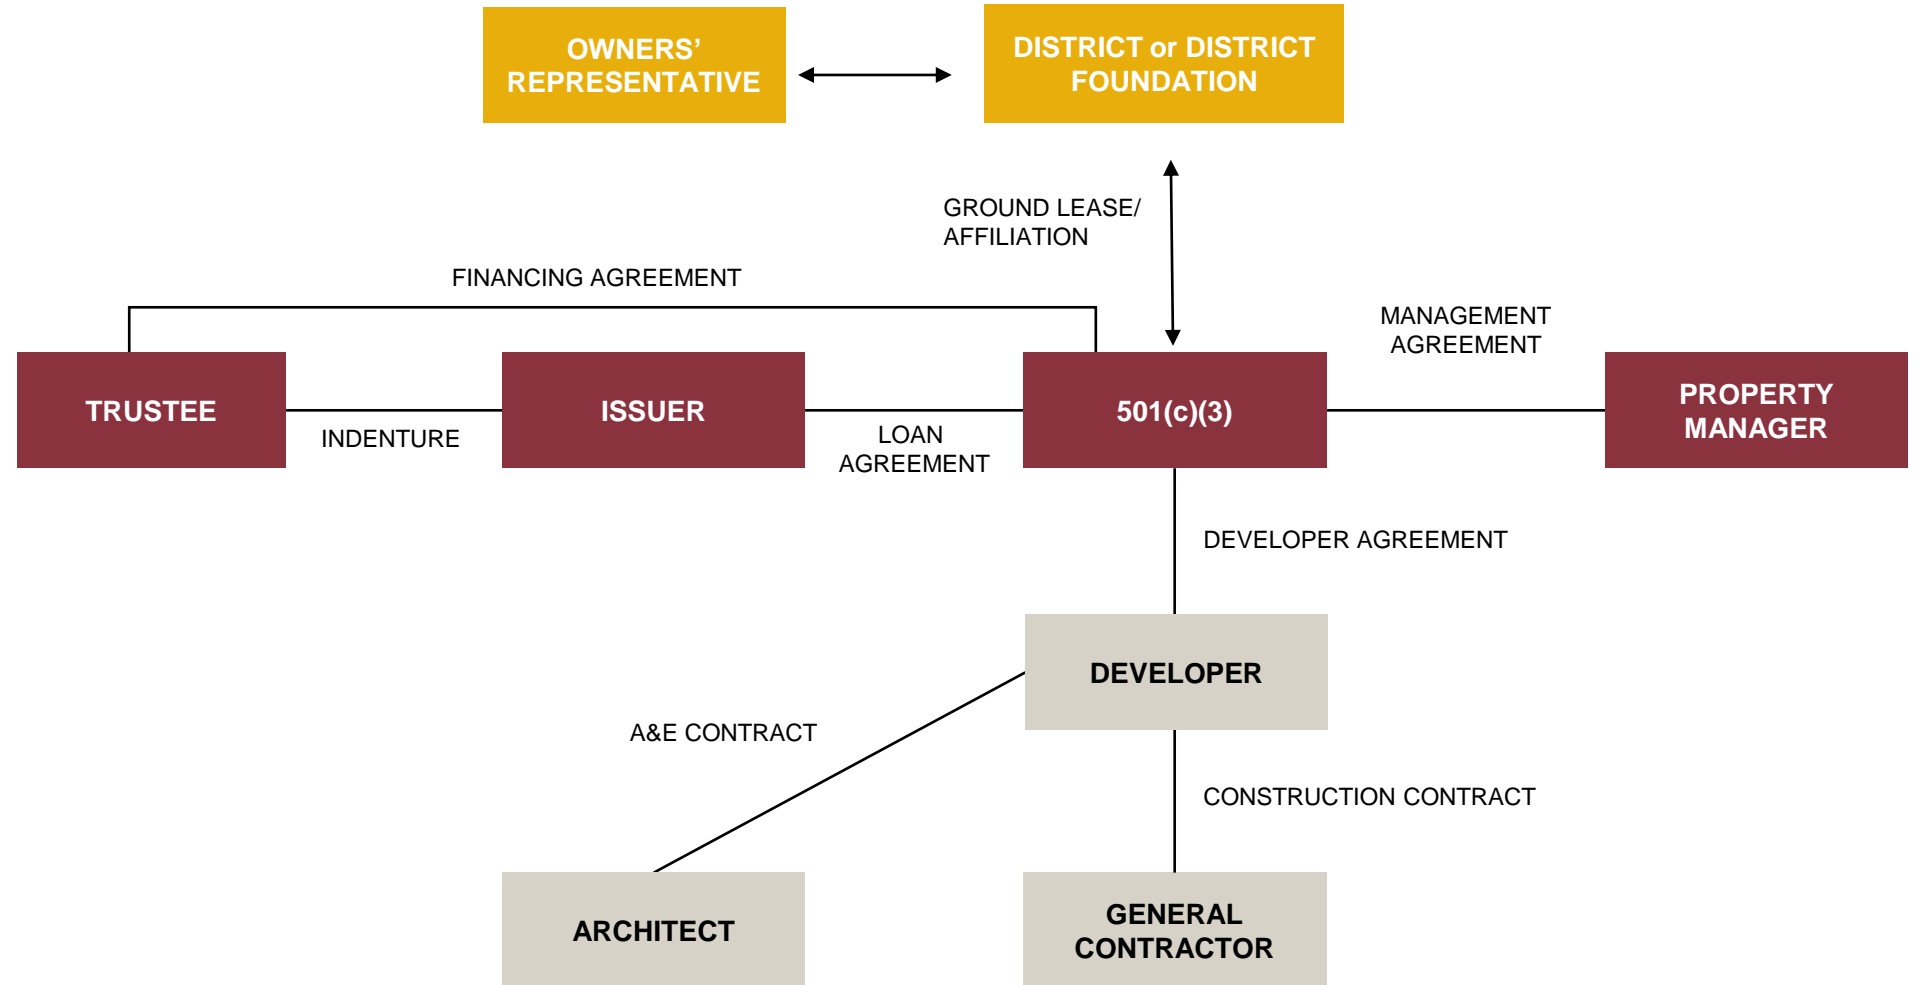 OWNERS’
REPRESENTATIVE
DISTRICT or DISTRICT
FOUNDATION
GROUND LEASE/
AFFILIATION
FINANCING AGREEMENT
MANAGEMENT
AGREEMENT
TRUSTEE
INDENTURE
ISSUER
LOAN
AGREEMENT
501(c)(3)
PROPERTY
MANAGER
DEVELOPER AGREEMENT
DEVELOPER
A&E CONTRACT
CONSTRUCTION CONTRACT
ARCHITECT
GENERAL
CONTRACTOR